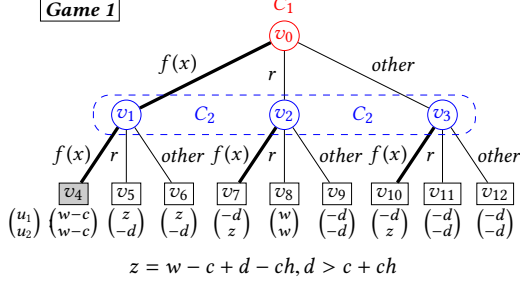 Game 1
C1
v0
f(x) r other
C2 C2
v1 v2 v3
f(x) r other f(x) r other f(x) r other
v4 v5 v6 v7 v8 v9 v10 v11 v12
(u1 (w−c (z (z (−d (w (−d (−d (−d (−d
u2) w−c) −d) −d) z) w) −d) z) −d) −d)
z = w − c + d − ch, d > c + ch